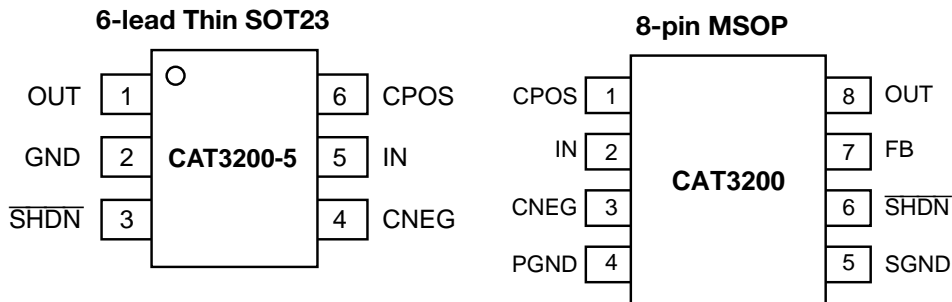 6-lead Thin SOT23
OUT 1 6 CPOS
GND 2 CAT3200-5 5 IN
SHDN 3 4 CNEG
8-pin MSOP
CPOS 1 8 OUT
IN 2 7 FB
CAT3200
CNEG 3 6 SHDN
PGND 4 5 SGND